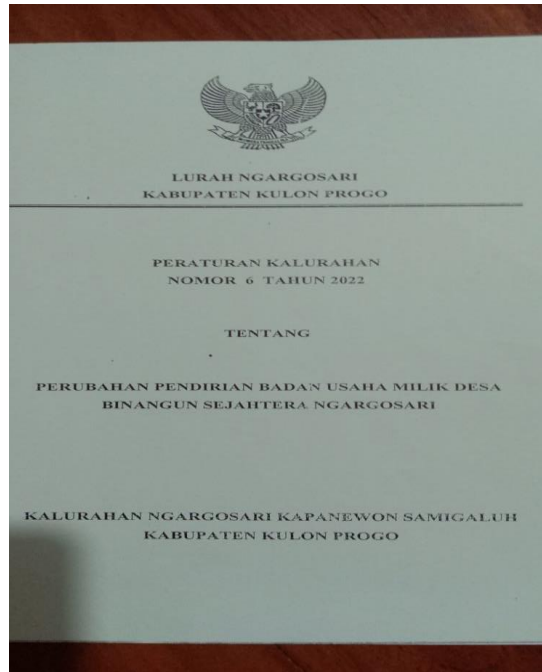 LURAH NGARGOSARI
KABUPATEN KULON PROGO
PERATURAN KALURAHAN
NOMOR 6 TAHUN 2022
TENTANG
PERUBAHAN PENDIRIAN BADAN USAHA MILIK DESA
BINANGUN SEJAHTERA NGARGOSARI
KALURAHAN NGARGOSARI KAPANEWON SAMIGALUH
KABUPATEN KULON PROGO